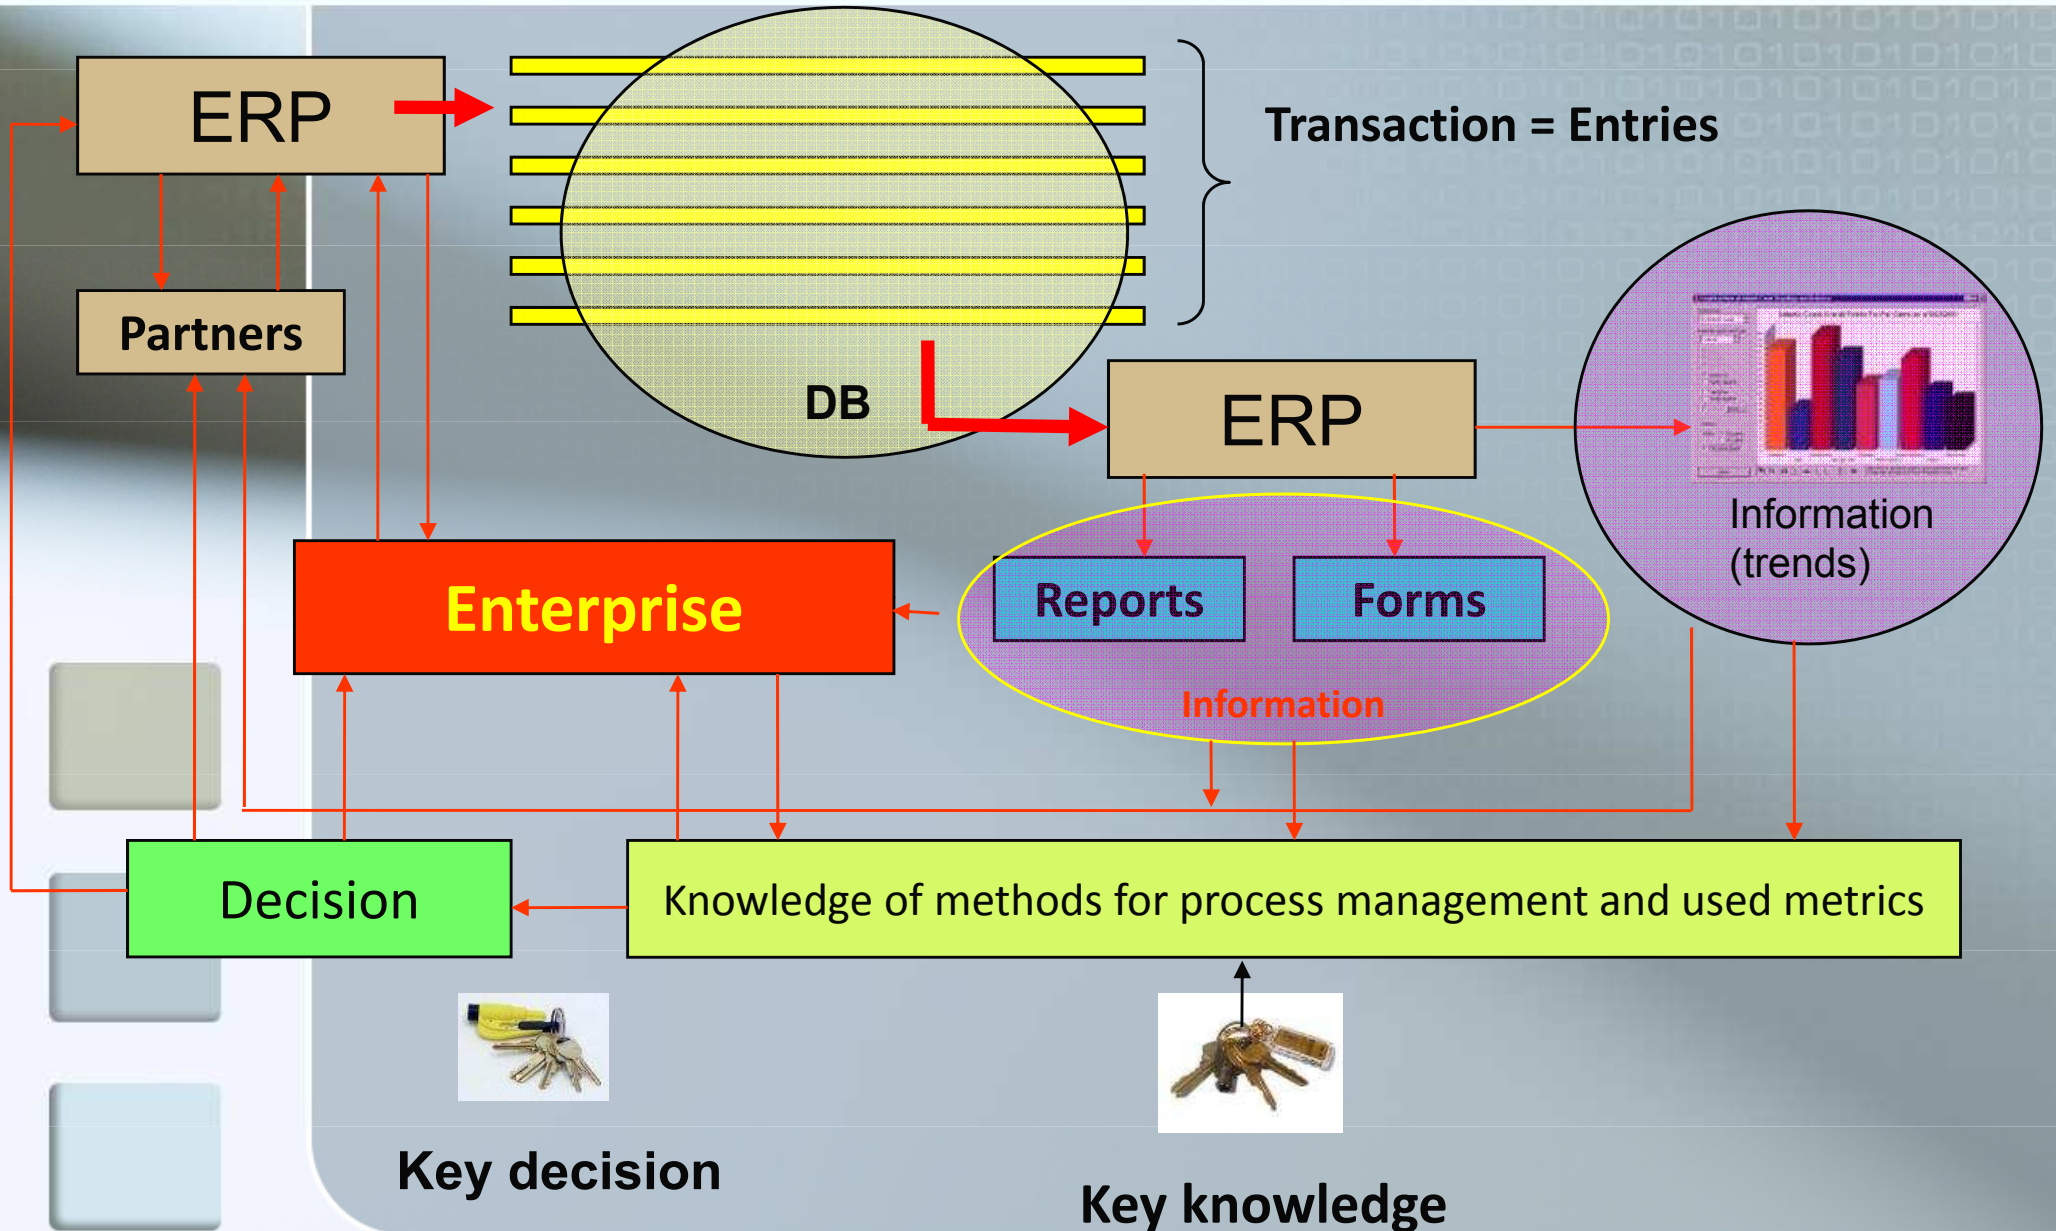 ERP
Transaction = Entries
Partners
DB
ERP
Information
(trends)
Enterprise
Reports
Forms
Information
Decision
Knowledge of methods for process management and used metrics
Key decision
Key knowledge